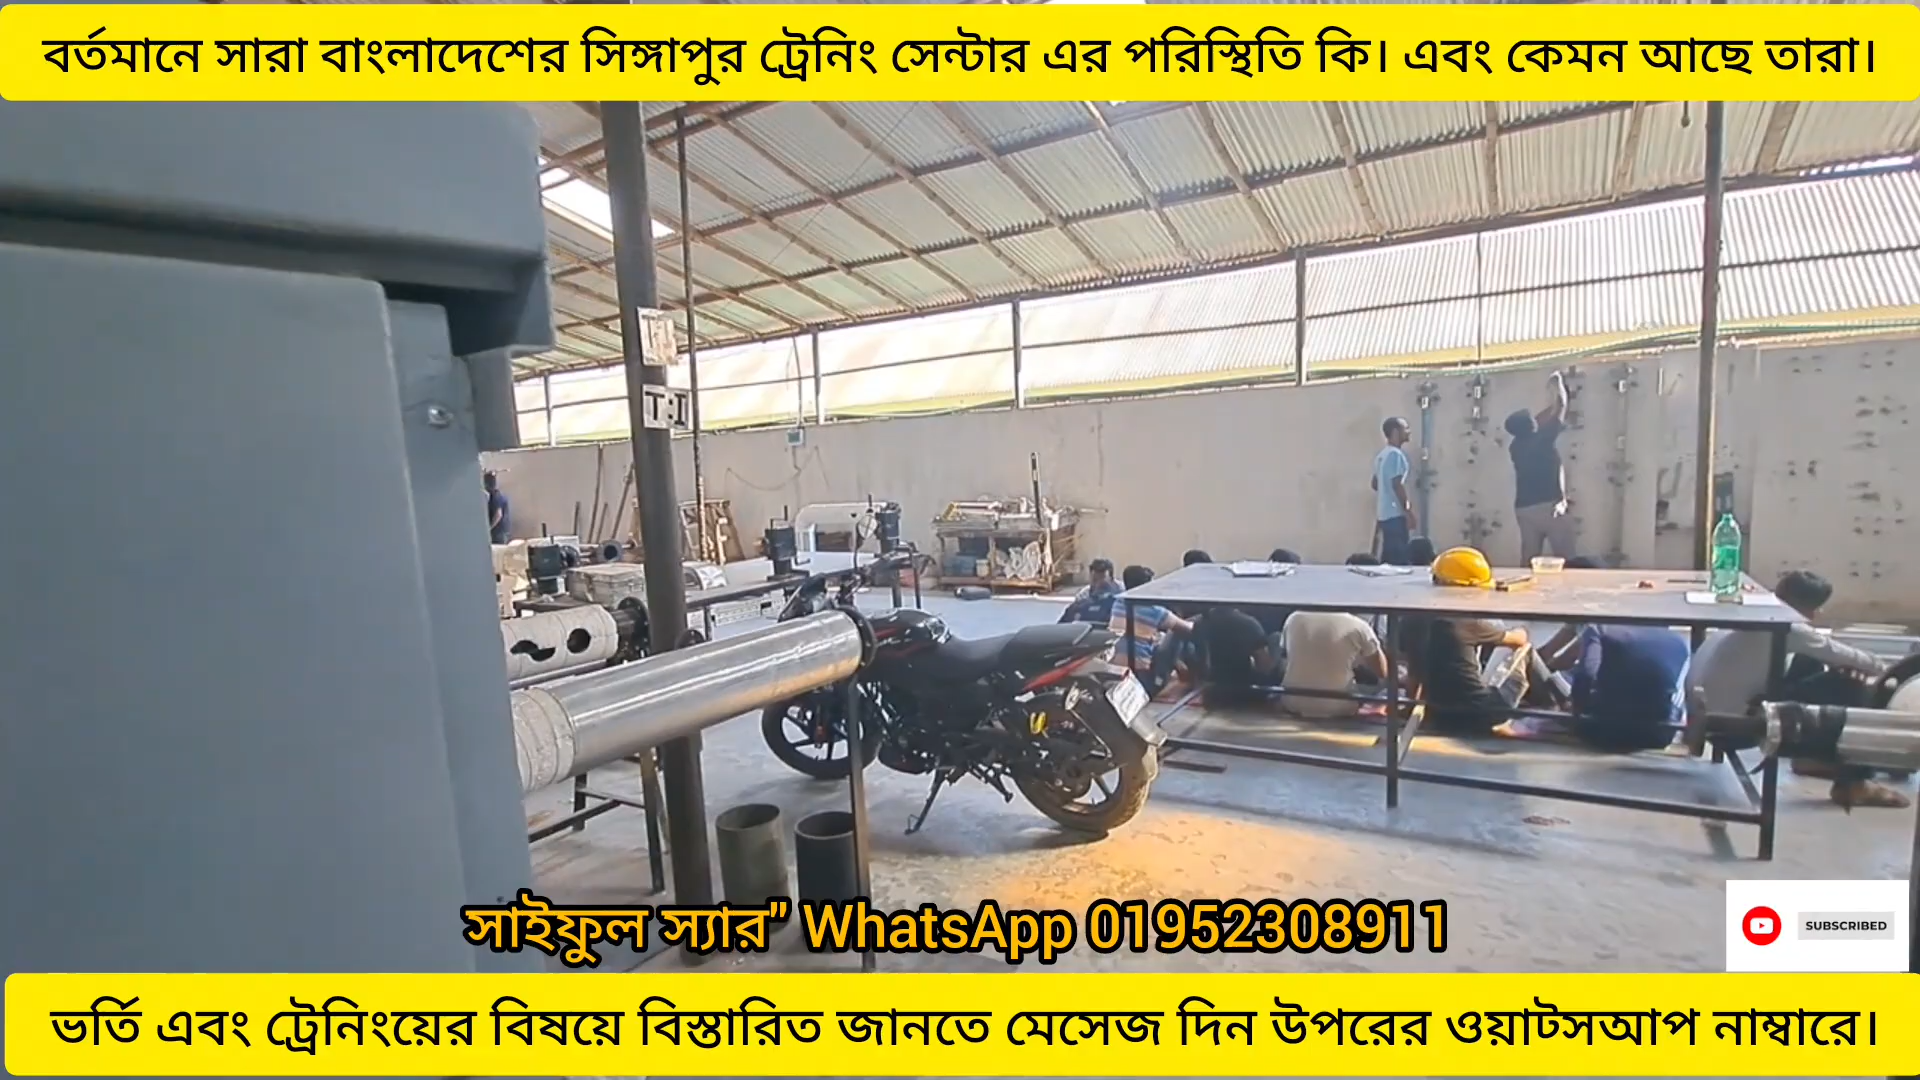 বর্তমানে সারা বাংলাদেশের সিঙ্গাপুর ট্রেনিং সেন্টার এর পরিস্থিতি কি। এবং কেমন আছে তারা।
T:I
সাইফুল স্যার" WhatsApp 01952308911
SUBSCRIBED
ভর্তি এবং ট্রেনিংয়ের বিষয়ে বিস্তারিত জানতে মেসেজ দিন উপরের ওয়াটসআপ নাম্বারে।